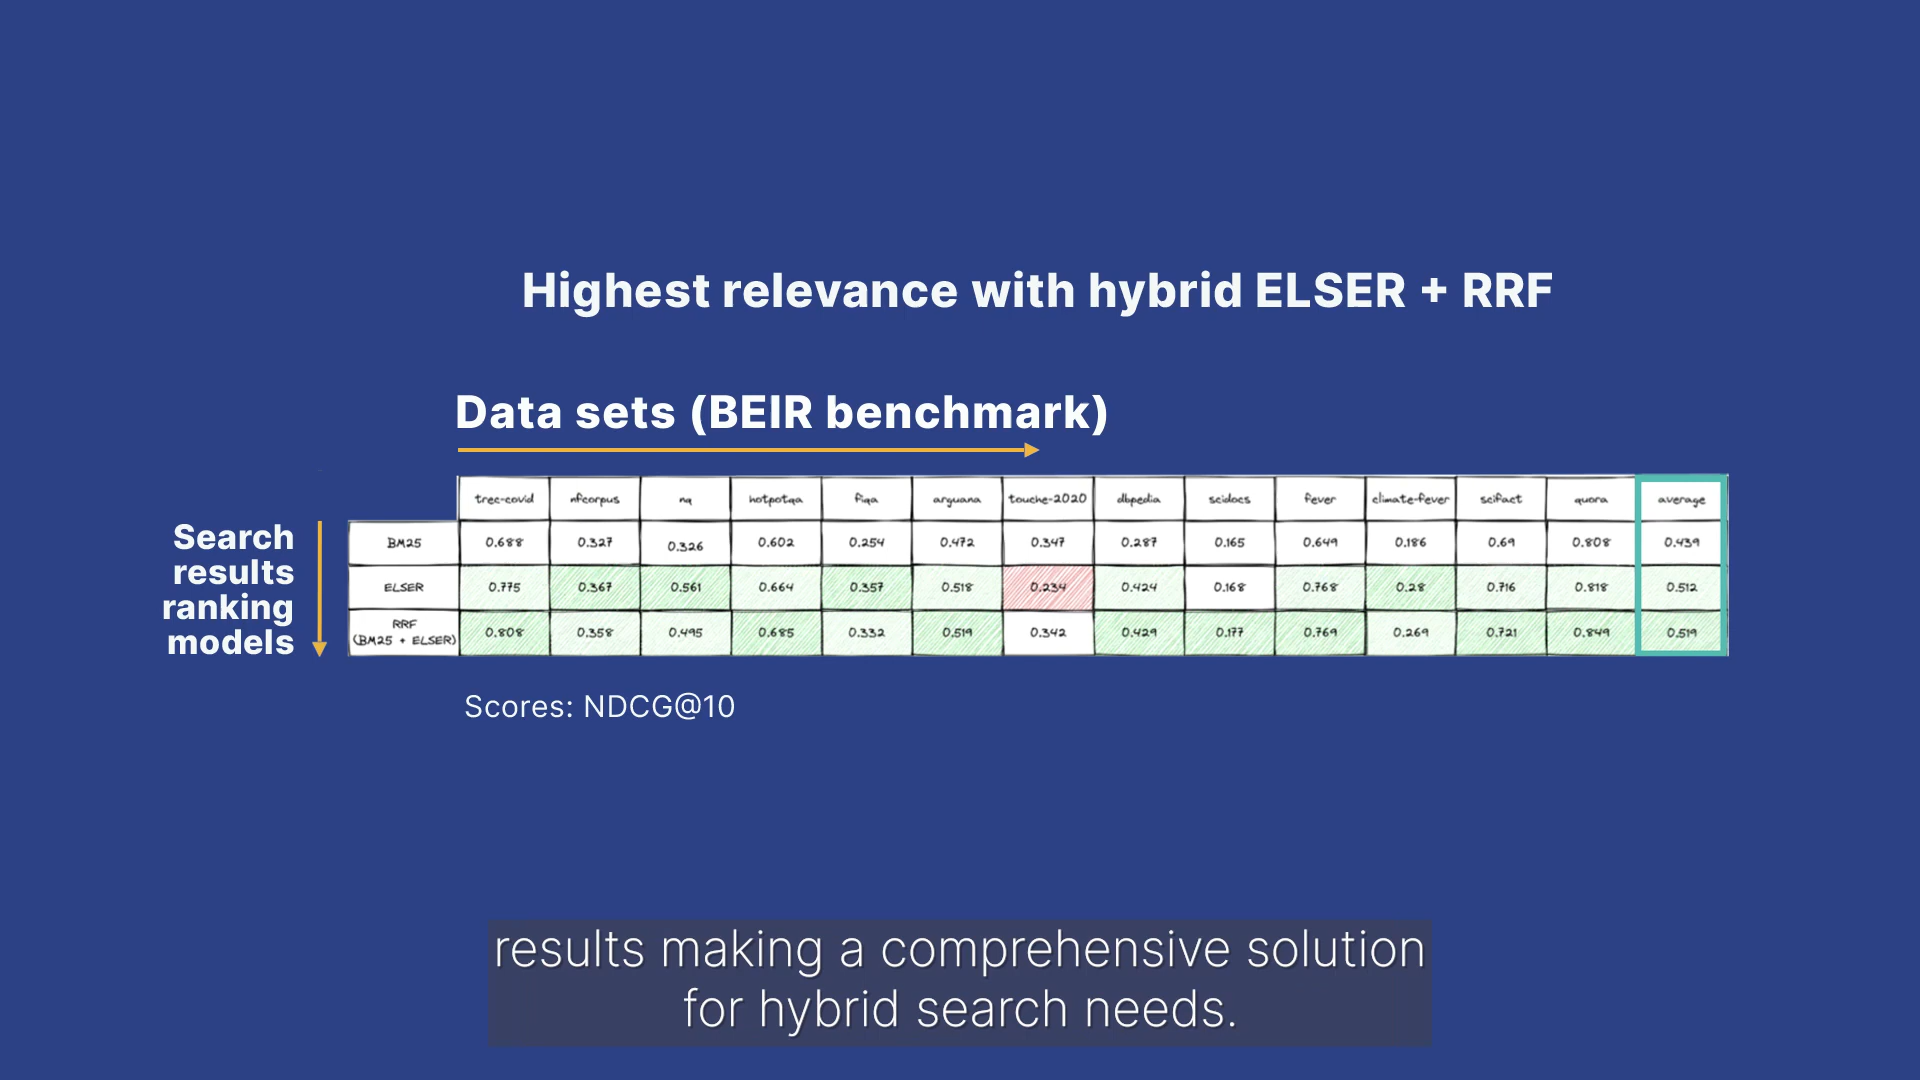 Highest relevance with hybrid ELSER + RRF
Data sets (BEIR benchmark)
trec-covid nfcorpus nq hotpotqa fiqa arguana touche-2020 dbpedia scidocs fever climate-fever scifact quora average
Search
results
ranking
models
BM25 0.688 0.327 0.326 0.602 0.254 0.472 0.347 0.287 0.165 0.649 0.186 0.69 0.808 0.439
ELSER 0.775 0.367 0.561 0.664 0.357 0.518 0.234 0.424 0.168 0.768 0.28 0.716 0.818 0.512
RRF
(BM25 + ELSER) 0.808 0.358 0.495 0.685 0.332 0.519 0.342 0.429 0.177 0.769 0.269 0.721 0.849 0.519
Scores: NDCG@10
results making a comprehensive solution
for hybrid search needs.